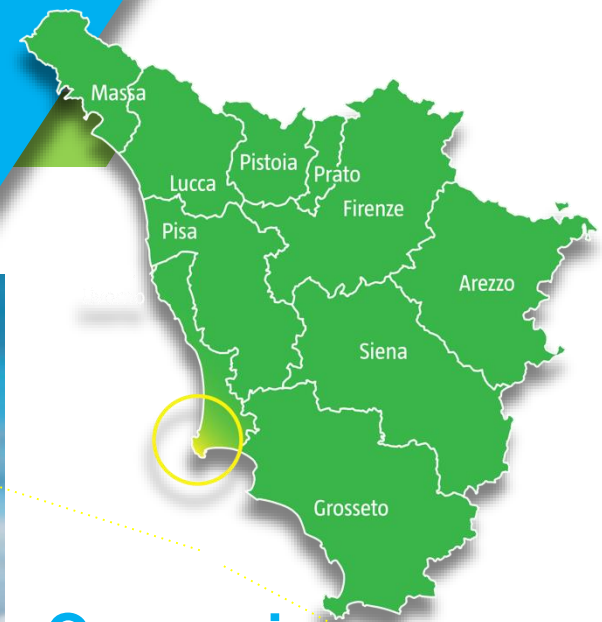 Massa
Pistoia
Prato
Lucca
Firenze
Pisa
Arezzo
Siena
Grosseto